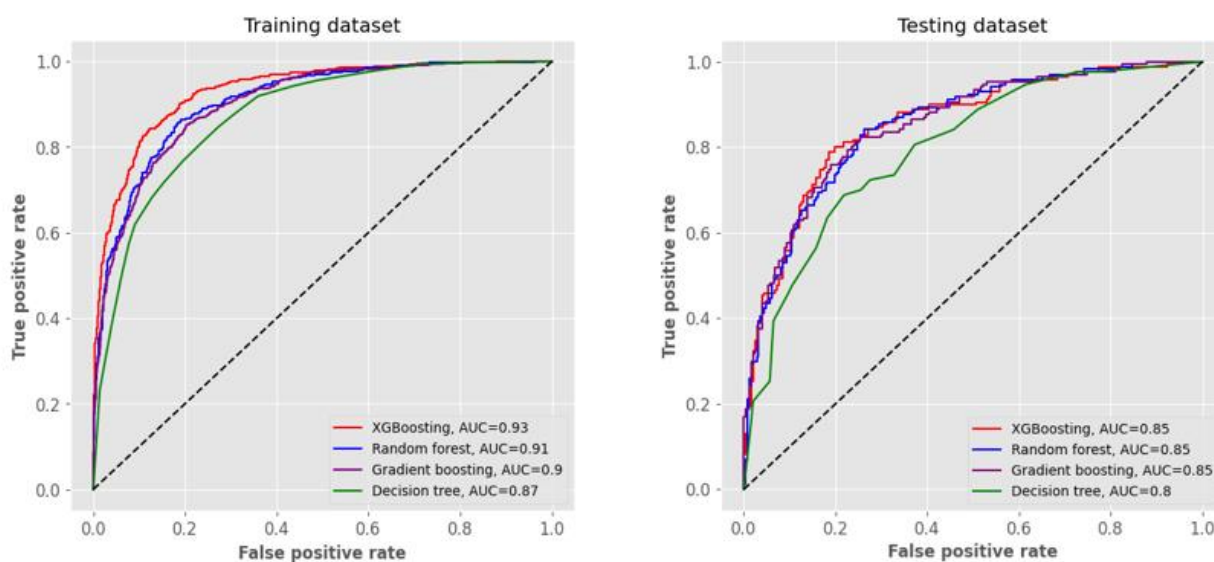 Training dataset
True positive rate
1.0
0.8
0.6
0.4
0.2
0.0
XGBoosting, AUC=0.93
Random forest, AUC=0.91
Gradient boosting, AUC=0.9
Decision tree, AUC=0.87
0.0 0.2 0.4 0.6 0.8 1.0
False positive rate
Testing dataset
True positive rate
1.0
0.8
0.6
0.4
0.2
0.0
XGBoosting, AUC=0.85
Random forest, AUC=0.85
Gradient boosting, AUC=0.85
Decision tree, AUC=0.8
0.0 0.2 0.4 0.6 0.8 1.0
False positive rate